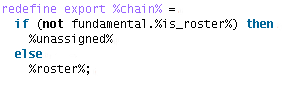 redefine export %chain% =
  if (not fundamental.%is_roster%) then
    %unassigned%
  else
    %roster%;